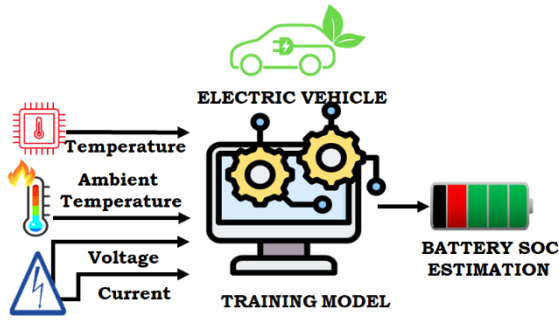 ELECTRIC VEHICLE
Temperature
Ambient
Temperature
Voltage
Current
TRAINING MODEL
BATTERY SOC
ESTIMATION